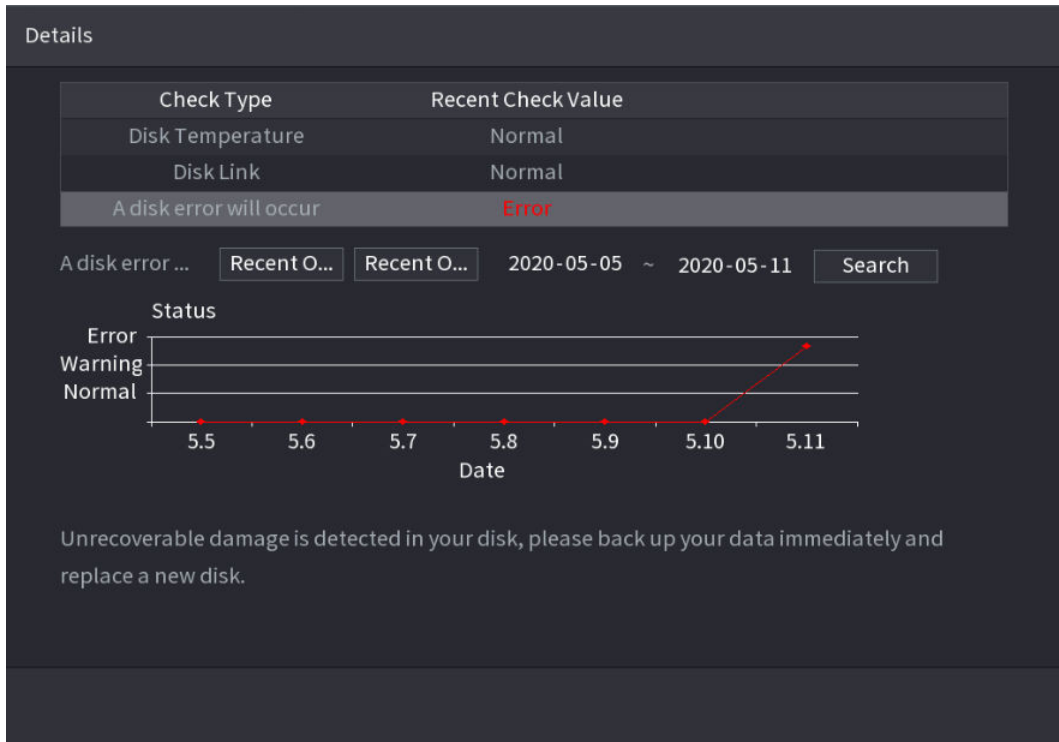 Details
Check Type Recent Check Value
Disk Temperature Normal
Disk Link Normal
A disk error will occur Error
A disk error ... Recent O... Recent O... 2020-05-05 ~ 2020-05-11 Search
Status
Error
Warning
Normal
5.5 5.6 5.7 5.8 5.9 5.10 5.11
Date
Unrecoverable damage is detected in your disk, please back up your data immediately and
replace a new disk.